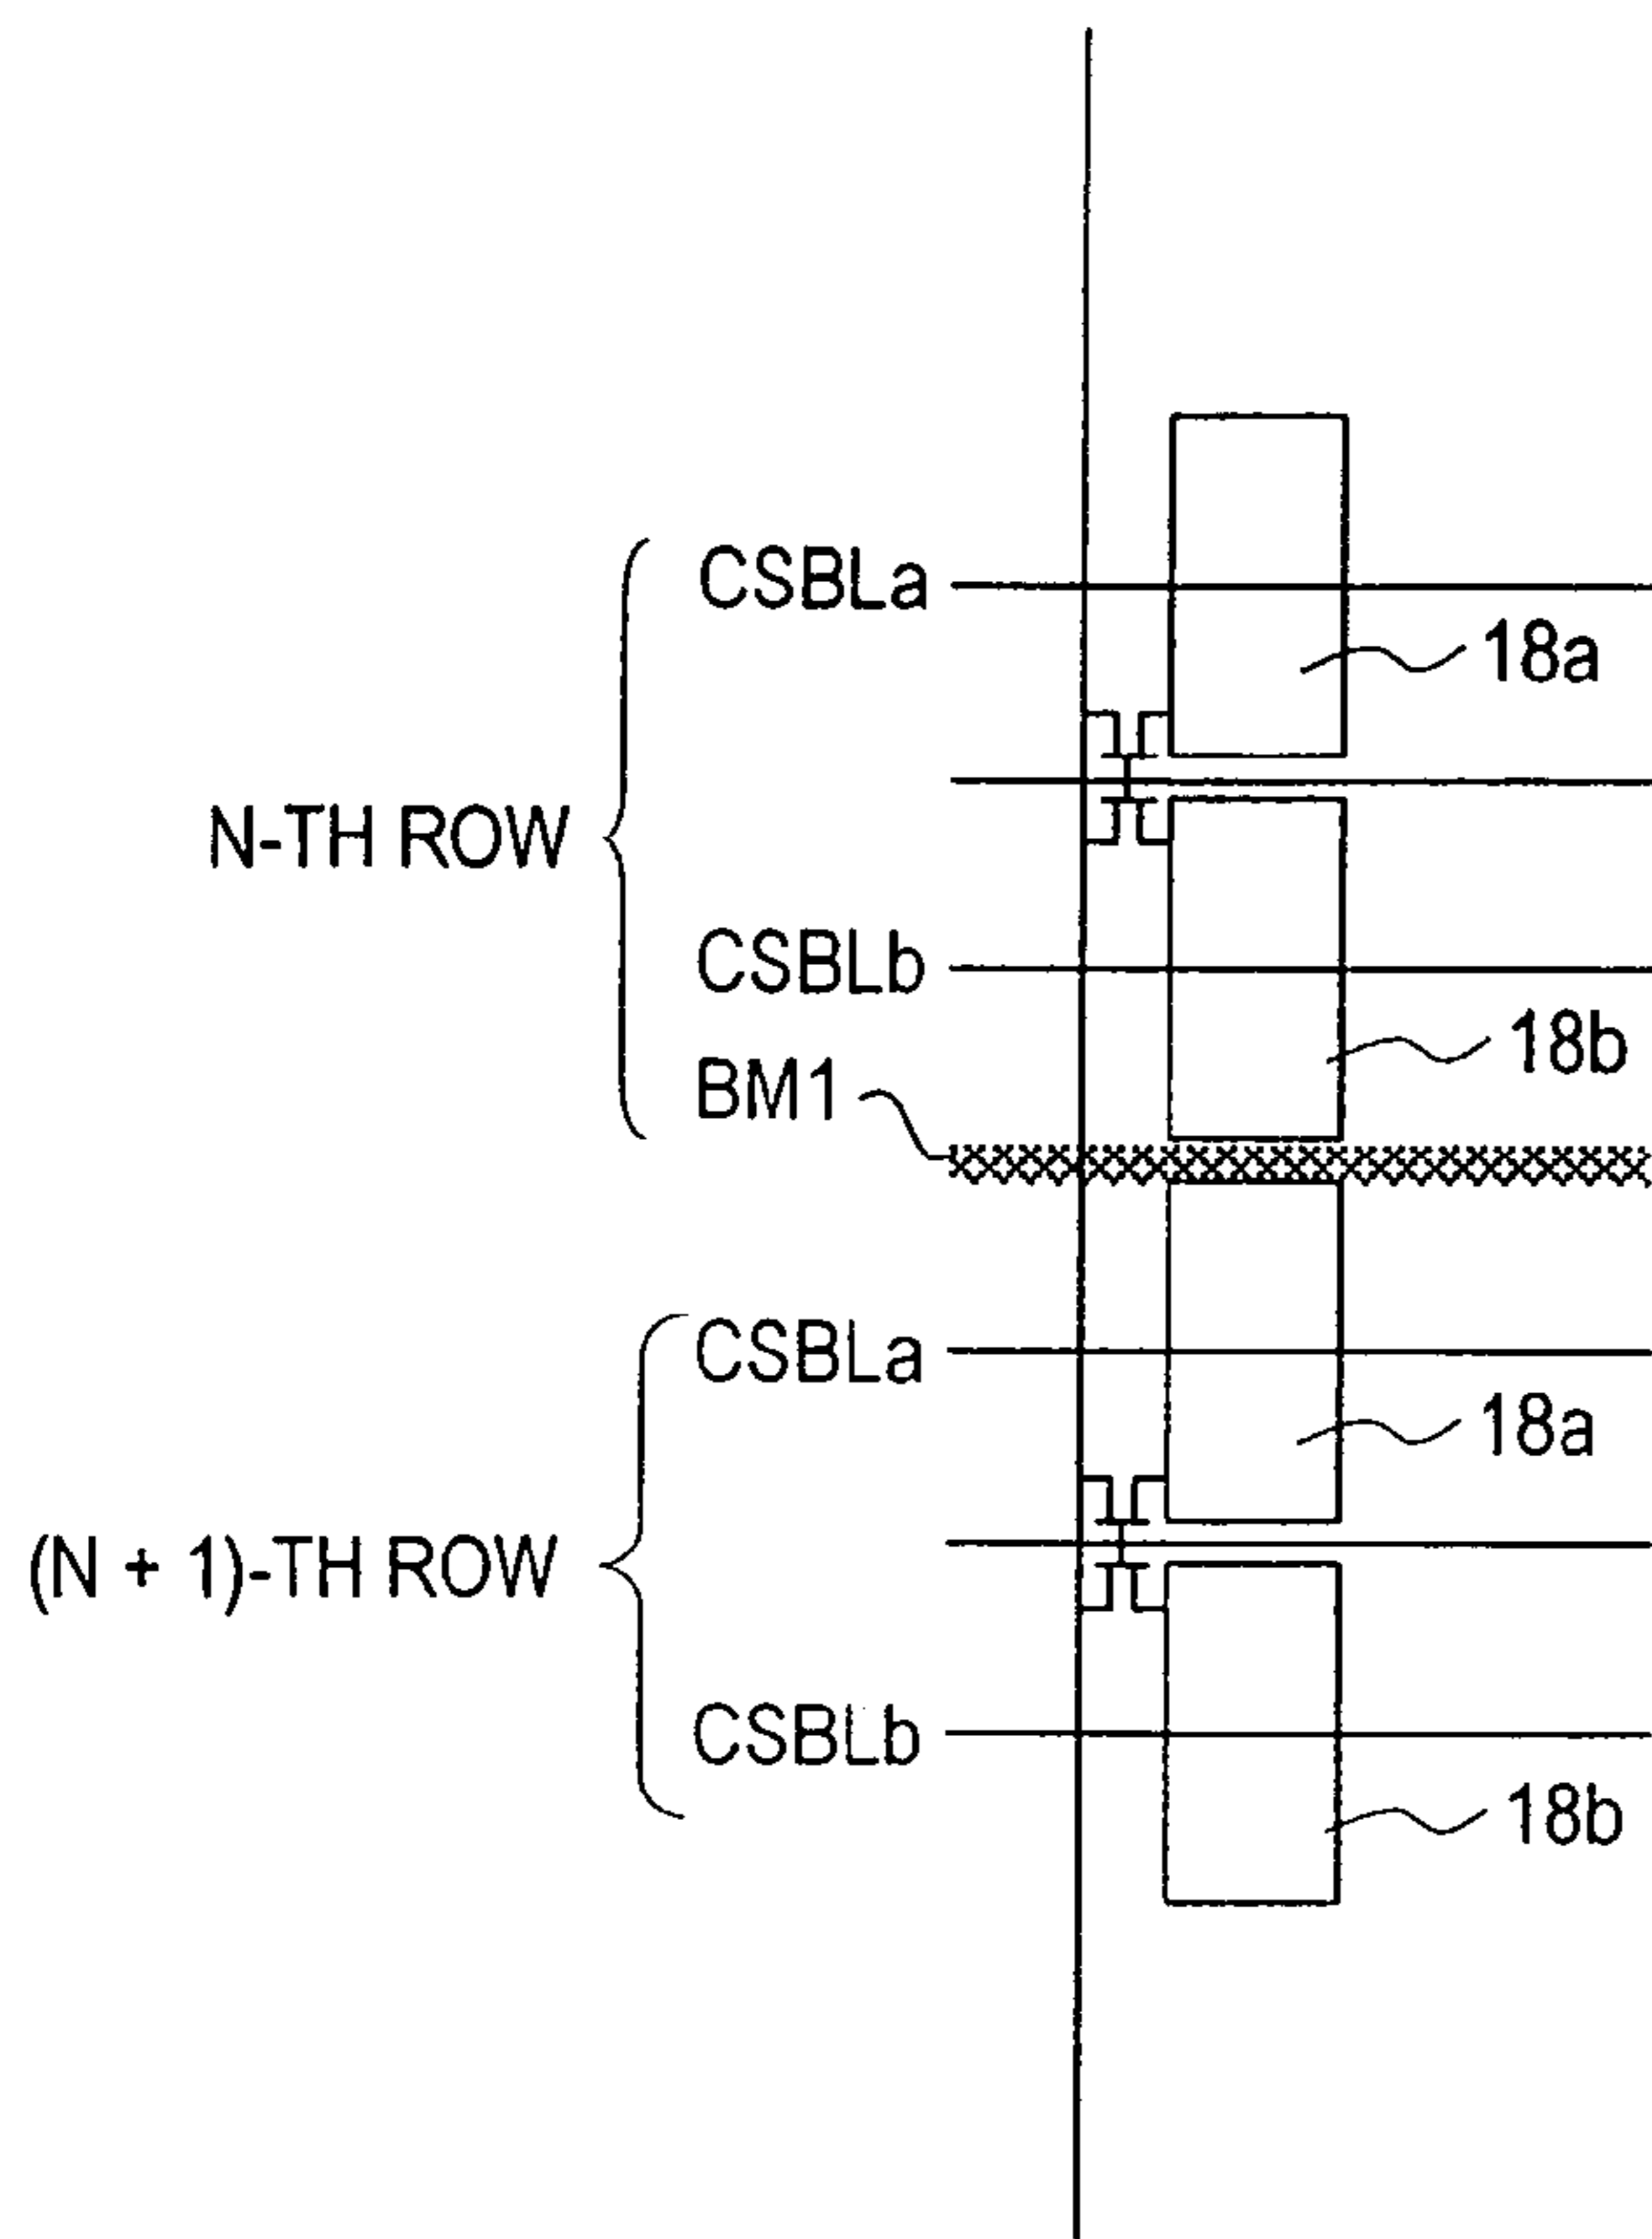 CSBLa
18a
N-TH ROW
CSBLb
18b
BM1
CSBLa
18a
(N + 1)-TH ROW
CSBLb
18b